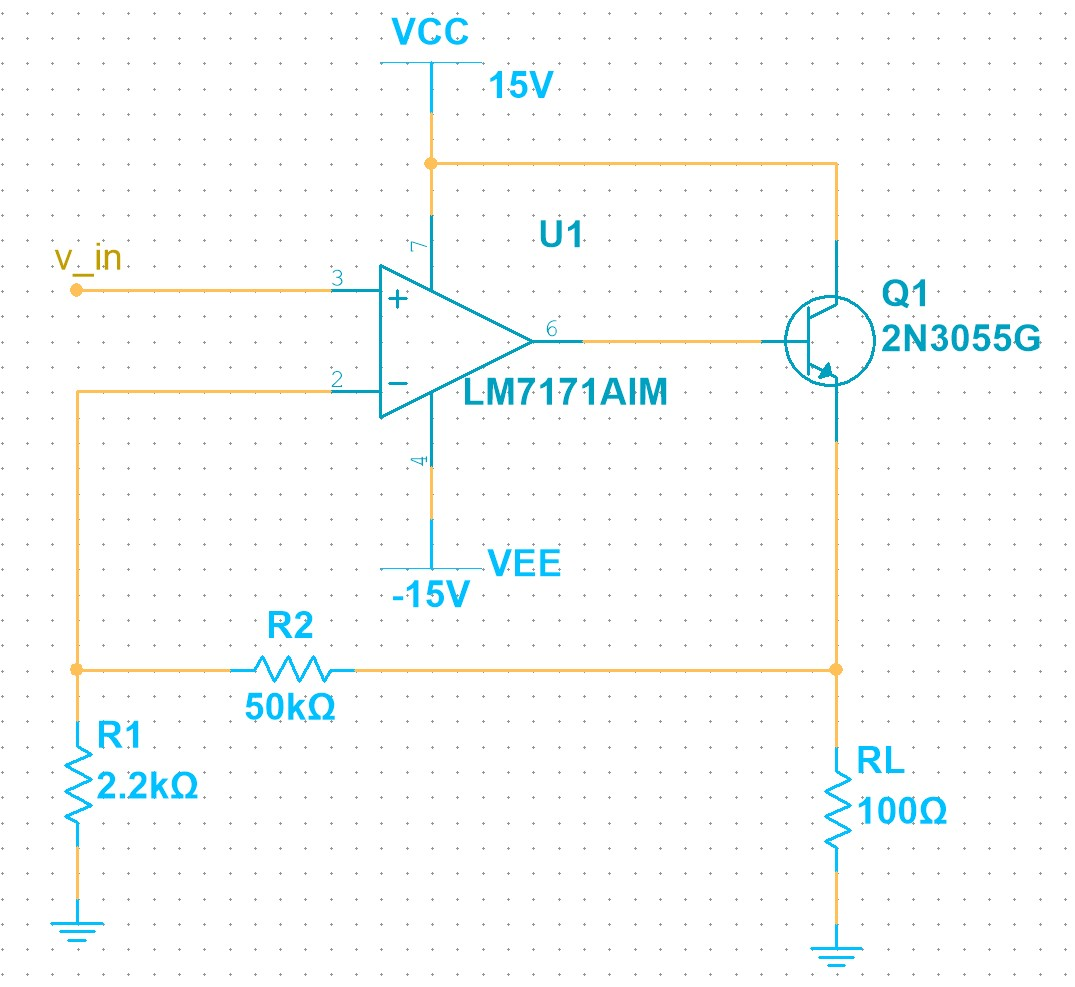 VCC
15V
U1
7
v_in
3
+
Q1
2N3055G
6
2
−
LM7171AIM
4
VEE
-15V
R2
50kΩ
R1
2.2kΩ
RL
100Ω